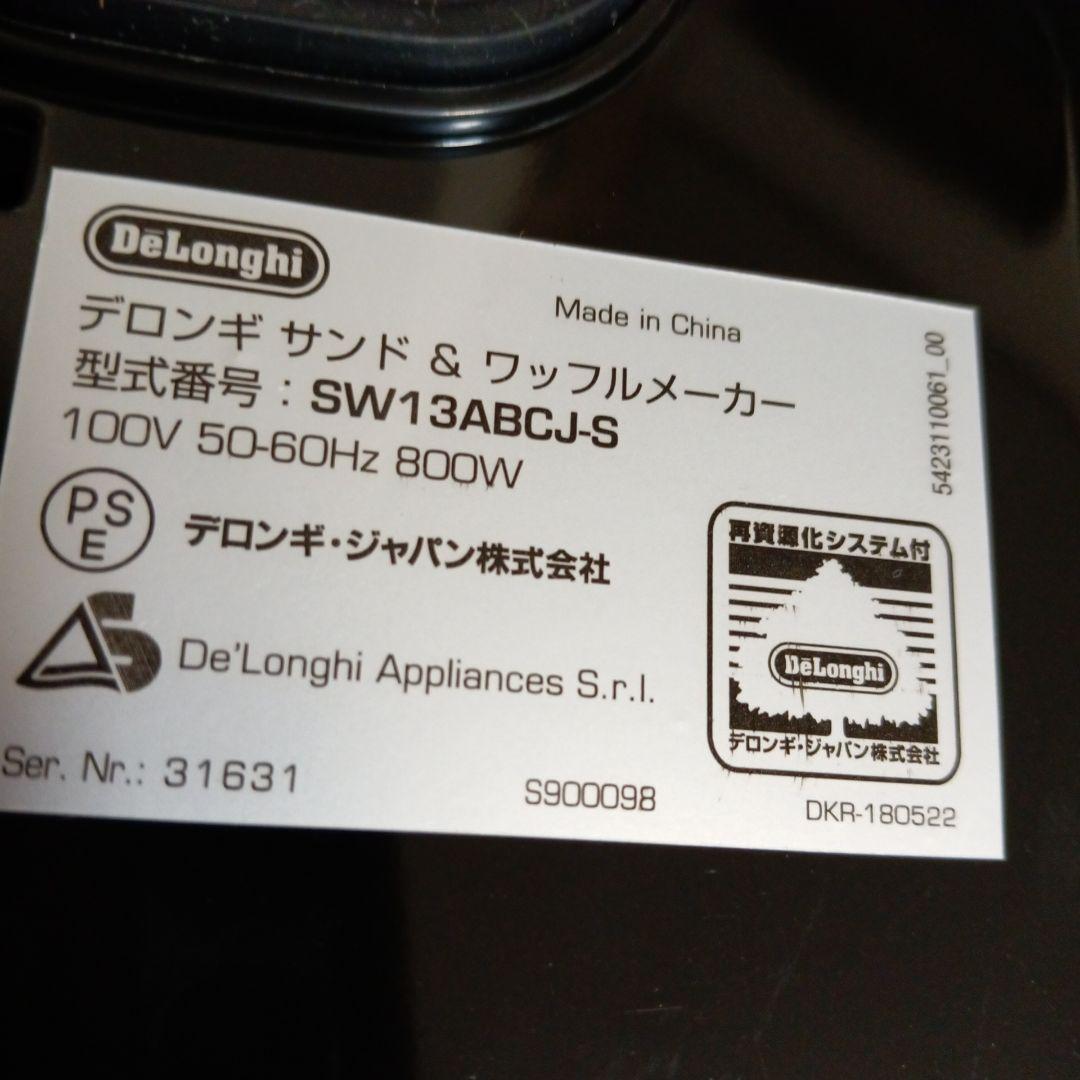 DeLonghi
Made in China
デロンギ サンド & ワッフルメーカー
型式番号：SW13ABCJ-S
100V 50-60Hz 800W
5423110061_00
PS
E
デロンギ・ジャパン株式会社
再資源化システム付
DeLonghi
デロンギ・ジャパン株式会社
De'Longhi Appliances S.r.l.
Ser. Nr.: 31631
S900098
DKR-180522